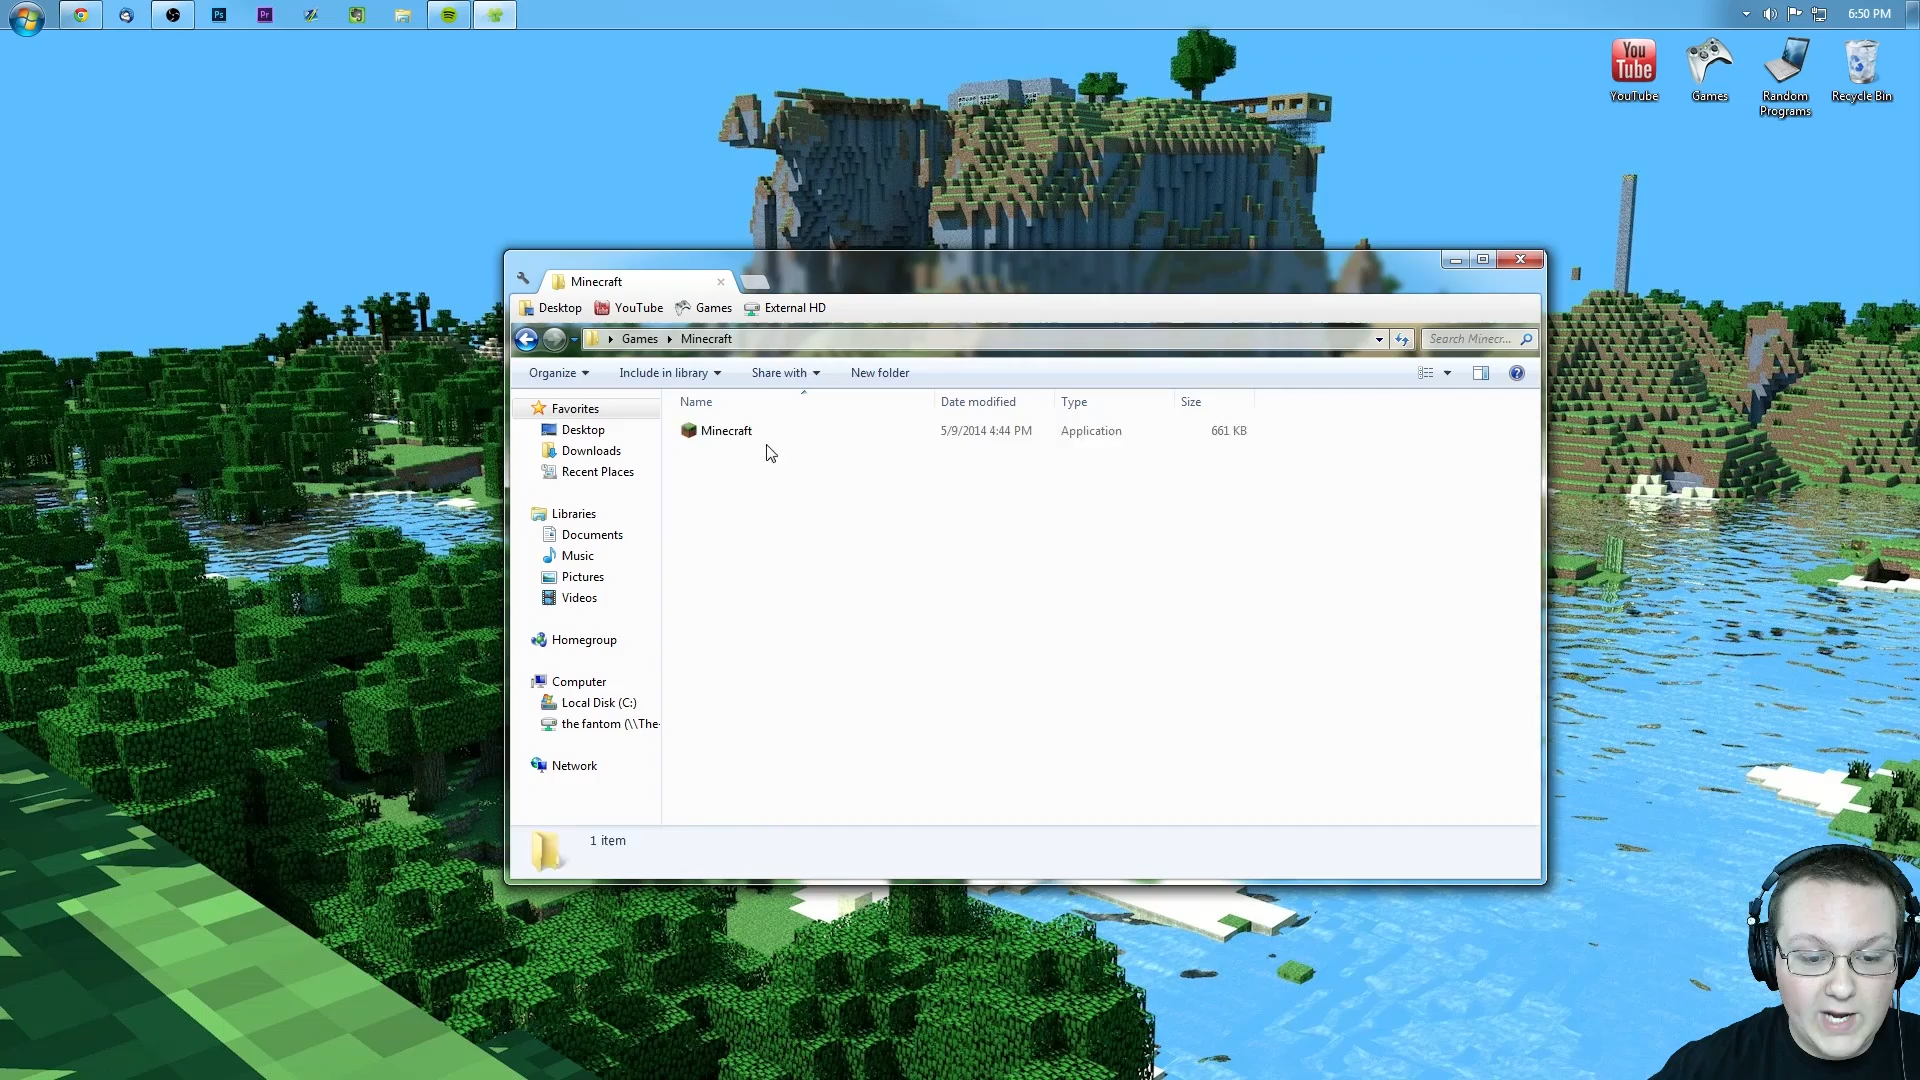 Ps
Pr
6:50 PM
You
Tube
YouTube
Games
Random
Programs
Recycle Bin
Minecraft
Desktop
YouTube
Games
External HD
Games
Minecraft
Search Minecr...
Organize
Include in library
Share with
New folder
Name
Date modified
Type
Size
Favorites
Desktop
Downloads
Recent Places
Libraries
Documents
Music
Pictures
Videos
Homegroup
Computer
Local Disk (C:)
the fantom (\\The-
Network
Minecraft
5/9/2014 4:44 PM
Application
661 KB
1 item